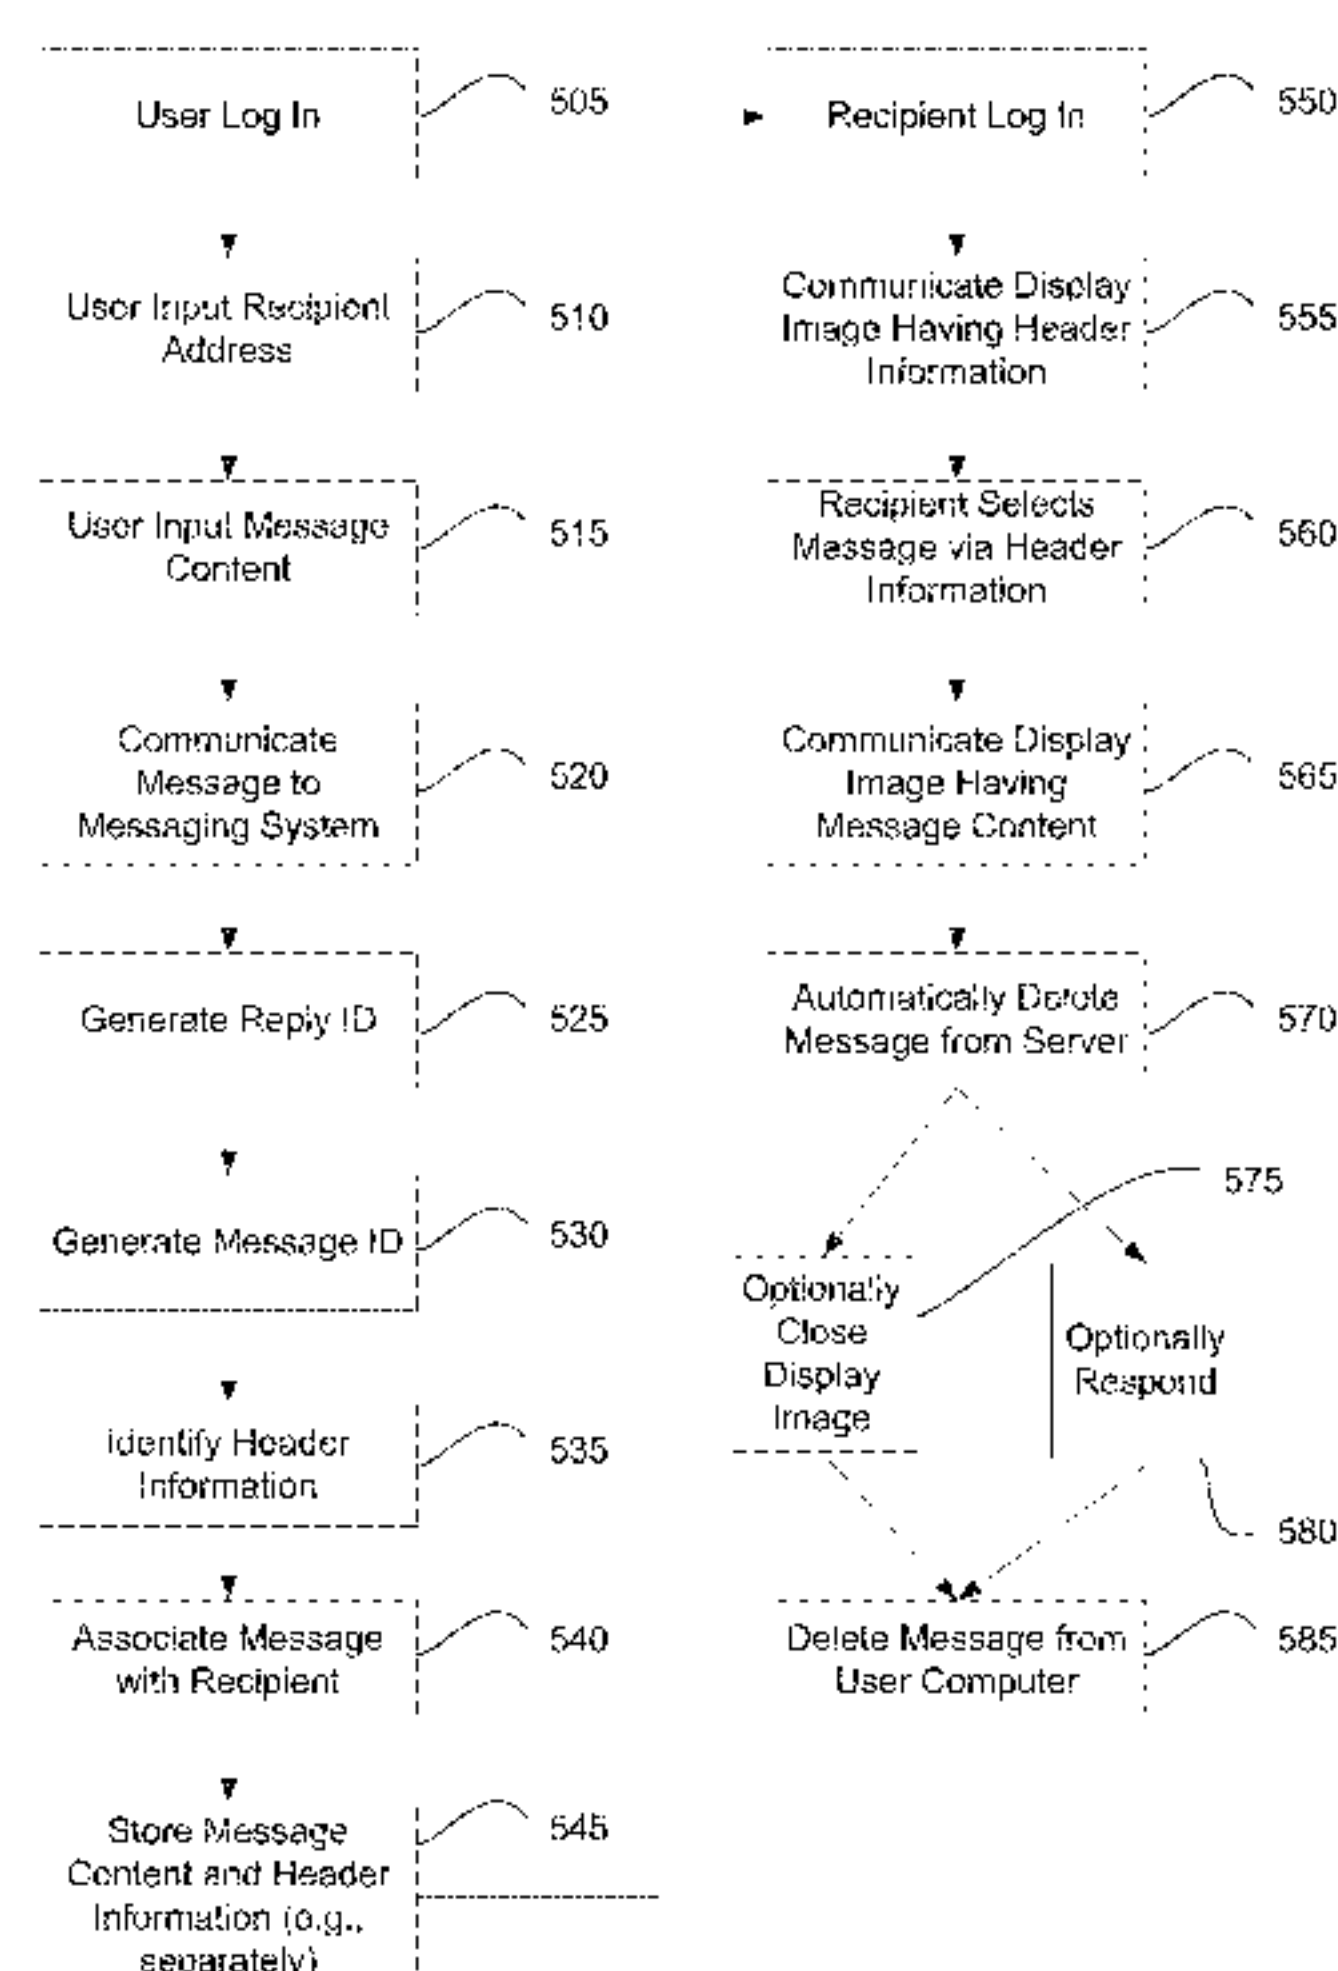 User Log In
505
User Input Recipient
Address
510
User Input Message
Content
515
Communicate
Message to
Messaging System
520
Generate Reply ID
525
Generate Message ID
530
Identify Header
Information
535
Associate Message
with Recipient
540
Store Message
Content and Header
Information (e.g.,
separately)
545
Recipient Log In
550
Communicate Display
Image Having Header
Information
555
Recipient Selects
Message via Header
Information
560
Communicate Display
Image Having
Message Content
565
Automatically Delete
Message from Server
570
Optionally
Close
Display
Image
575
Optionally
Respond
580
Delete Message from
User Computer
585